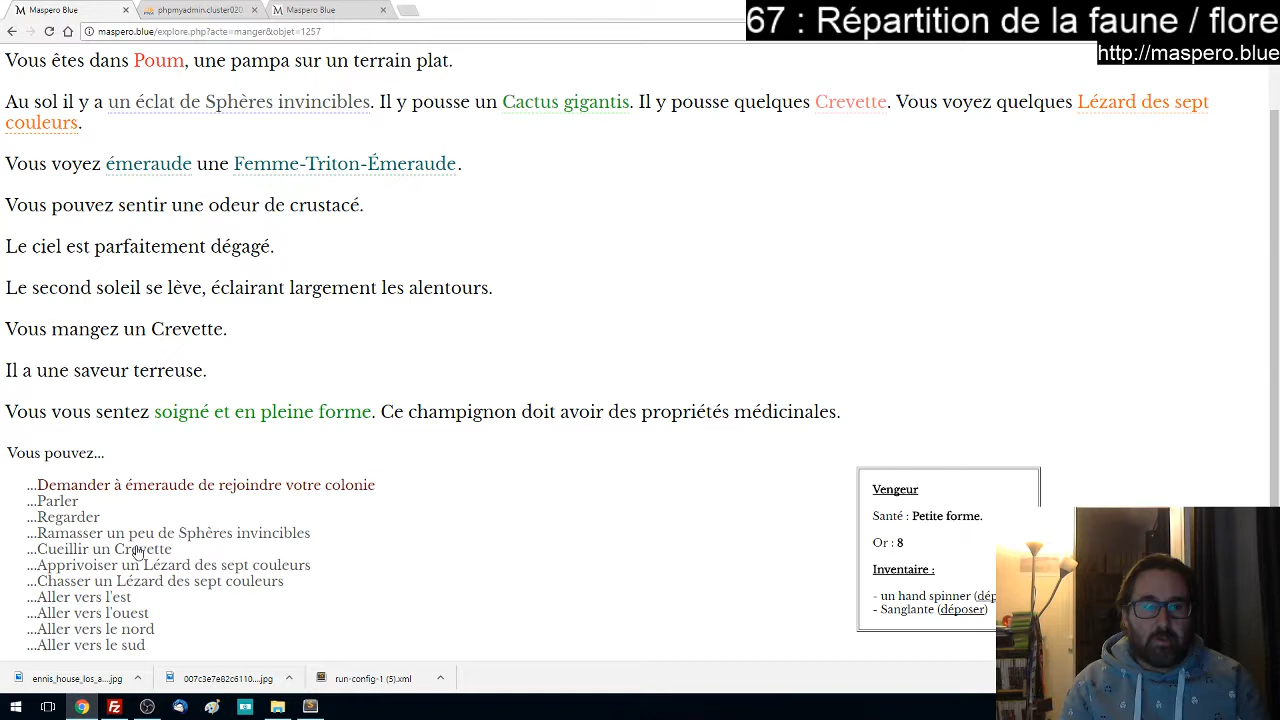 Maspero Blue
phpmyadmin.cluster020.
Maspero Blue
67 : Répartition de la faune / flore
http://maspero.blue
maspero.blue/explore.php?acte=manger&objet=1257
Vous êtes dans Poum, une pampa sur un terrain plat.
Au sol il y a un éclat de Sphères invincibles. Il y pousse un Cactus gigantis. Il y pousse quelques Crevette. Vous voyez quelques Lézard des sept
couleurs.
Vous voyez émeraude une Femme-Triton-Émeraude.
Vous pouvez sentir une odeur de crustacé.
Le ciel est parfaitement dégagé.
Le second soleil se lève, éclairant largement les alentours.
Vous mangez un Crevette.
Il a une saveur terreuse.
Vous vous sentez soigné et en pleine forme. Ce champignon doit avoir des propriétés médicinales.
Vous pouvez...
...Demander à émeraude de rejoindre votre colonie
...Parler
...Regarder
...Ramasser un peu de Sphères invincibles
...Cueillir un Crevette
...Apprivoiser un Lézard des sept couleurs
...Chasser un Lézard des sept couleurs
...Aller vers l'est
...Aller vers l'ouest
...Aller vers le nord
...Aller vers le sud
Vengeur
Santé : Petite forme.
Or : 8
Inventaire :
- un hand spinner (dép
- Sanglante (déposer)
ennis_house_los_a....jpg
007c3e7e82c6110....jpg
run-config-1 (5).xml